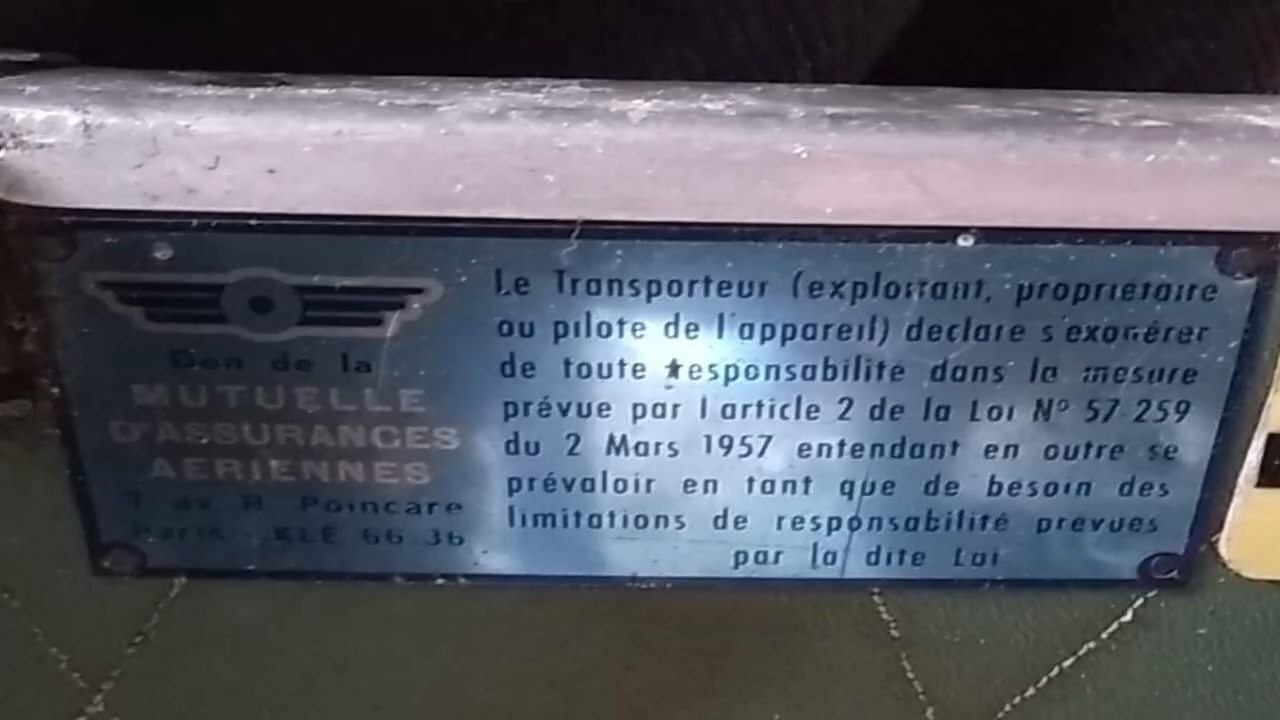 Don de la
MUTUELLE
D'ASSURANCES
AERIENNES
7 av. R Poincare
Paris - KLE 66.36
Le Transporteur (exploitant, propriétaire
ou pilote de l'appareil) declare s'exonérer
de toute responsabilité dans la mesure
prévue par l'article 2 de la Loi N° 57-259
du 2 Mars 1957 entendant en outre se
prévaloir en tant que de besoin des
limitations de responsabilité prevues
par la dite Loi